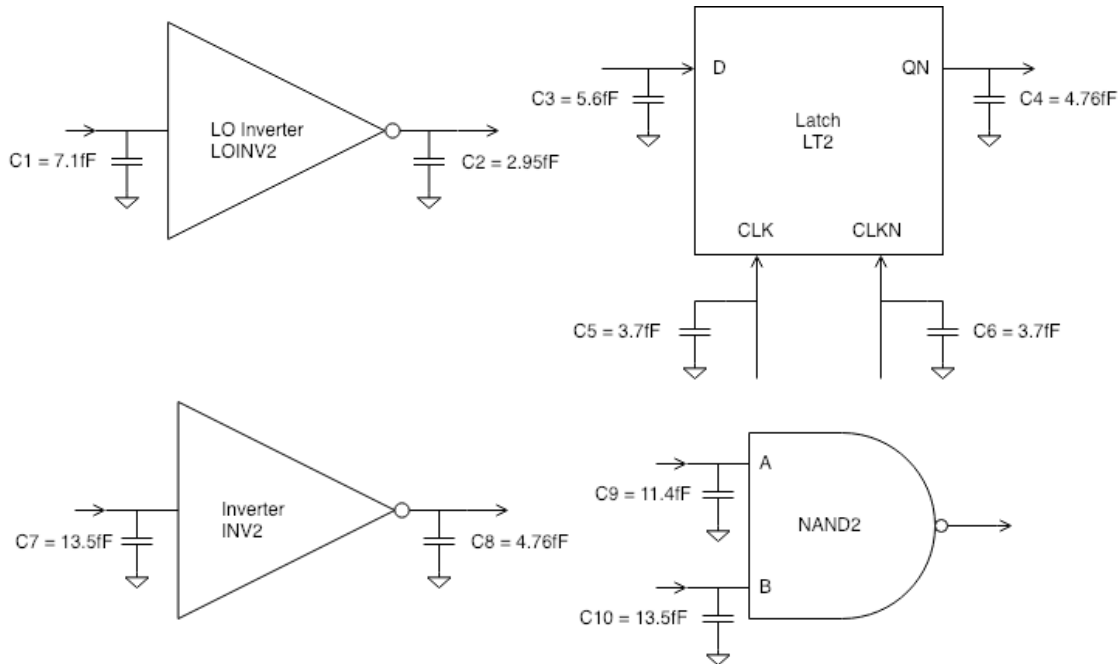 LO Inverter
LOINV2
C1 = 7.1fF
C2 = 2.95fF
D
QN
C3 = 5.6fF
C4 = 4.76fF
Latch
LT2
CLK
CLKN
C5 = 3.7fF
C6 = 3.7fF
Inverter
INV2
C7 = 13.5fF
C8 = 4.76fF
A
C9 = 11.4fF
NAND2
B
C10 = 13.5fF